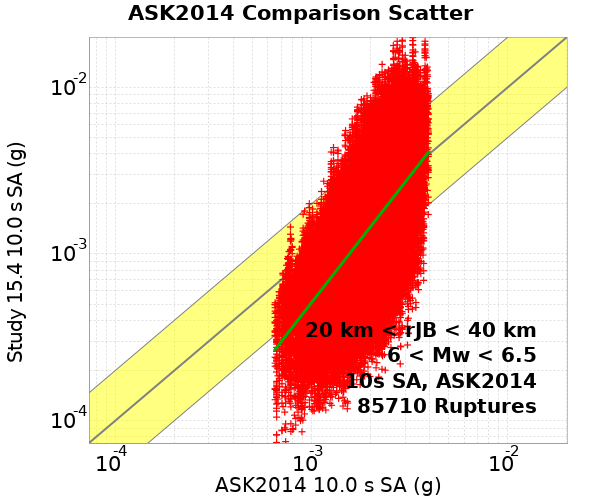 ASK2014 Comparison Scatter
Study 15.4 10.0 s SA (g)
10-2
10-3
10-4
20 km < rJB < 40 km
6 < Mw < 6.5
10s SA, ASK2014
85710 Ruptures
10-4 10-3 10-2
ASK2014 10.0 s SA (g)